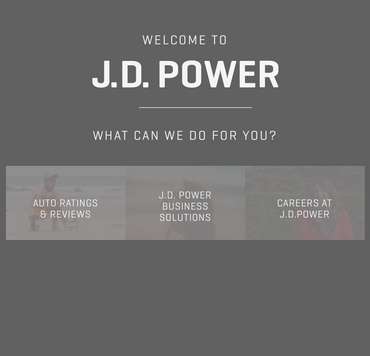 WELCOME TO
J.D. POWER
WHAT CAN WE DO FOR YOU?
AUTO RATINGS
& REVIEWS
J.D. POWER
BUSINESS
SOLUTIONS
CAREERS AT
J.D.POWER